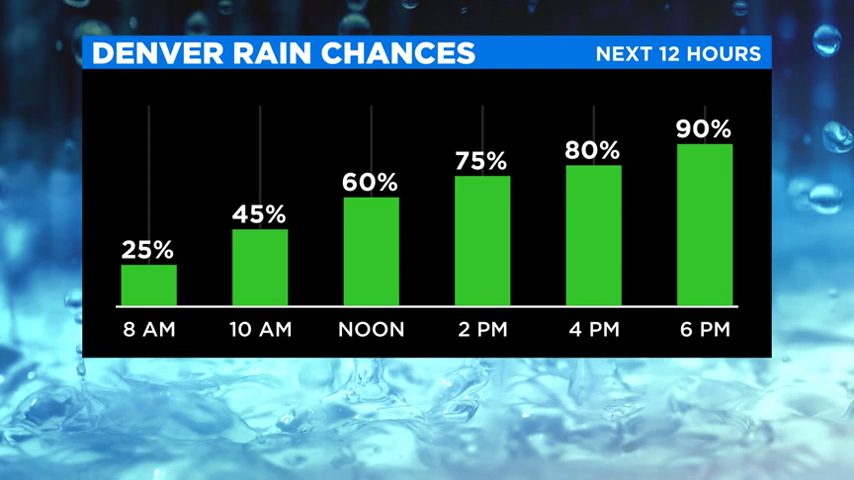 DENVER RAIN CHANCES NEXT 12 HOURS
25% 45% 60% 75% 80% 90%
8 AM 10 AM NOON 2 PM 4 PM 6 PM